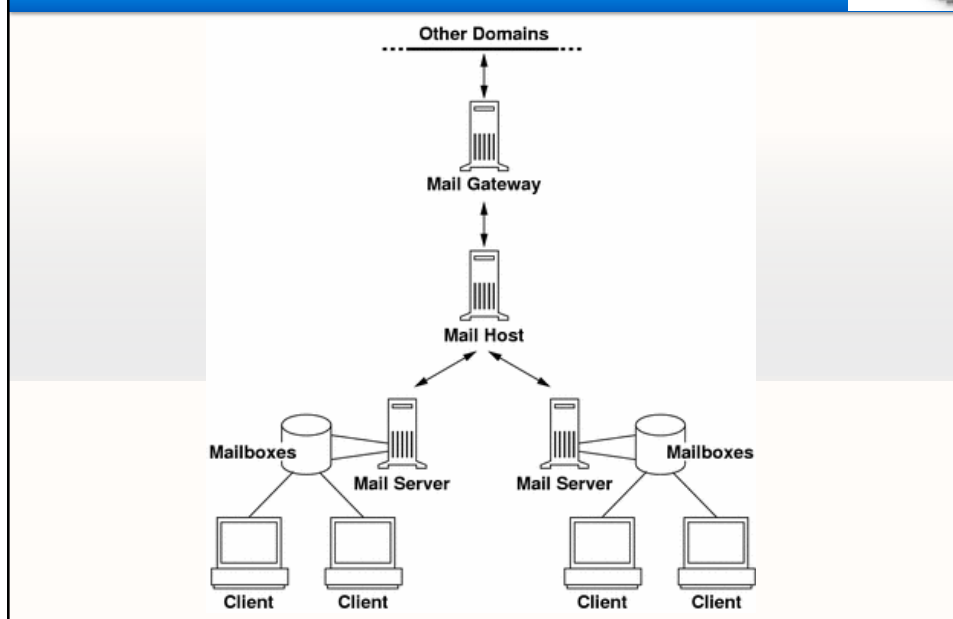 Other Domains
Mail Gateway
Mail Host
Mailboxes
Mailboxes
Mail Server
Mail Server
Client
Client
Client
Client